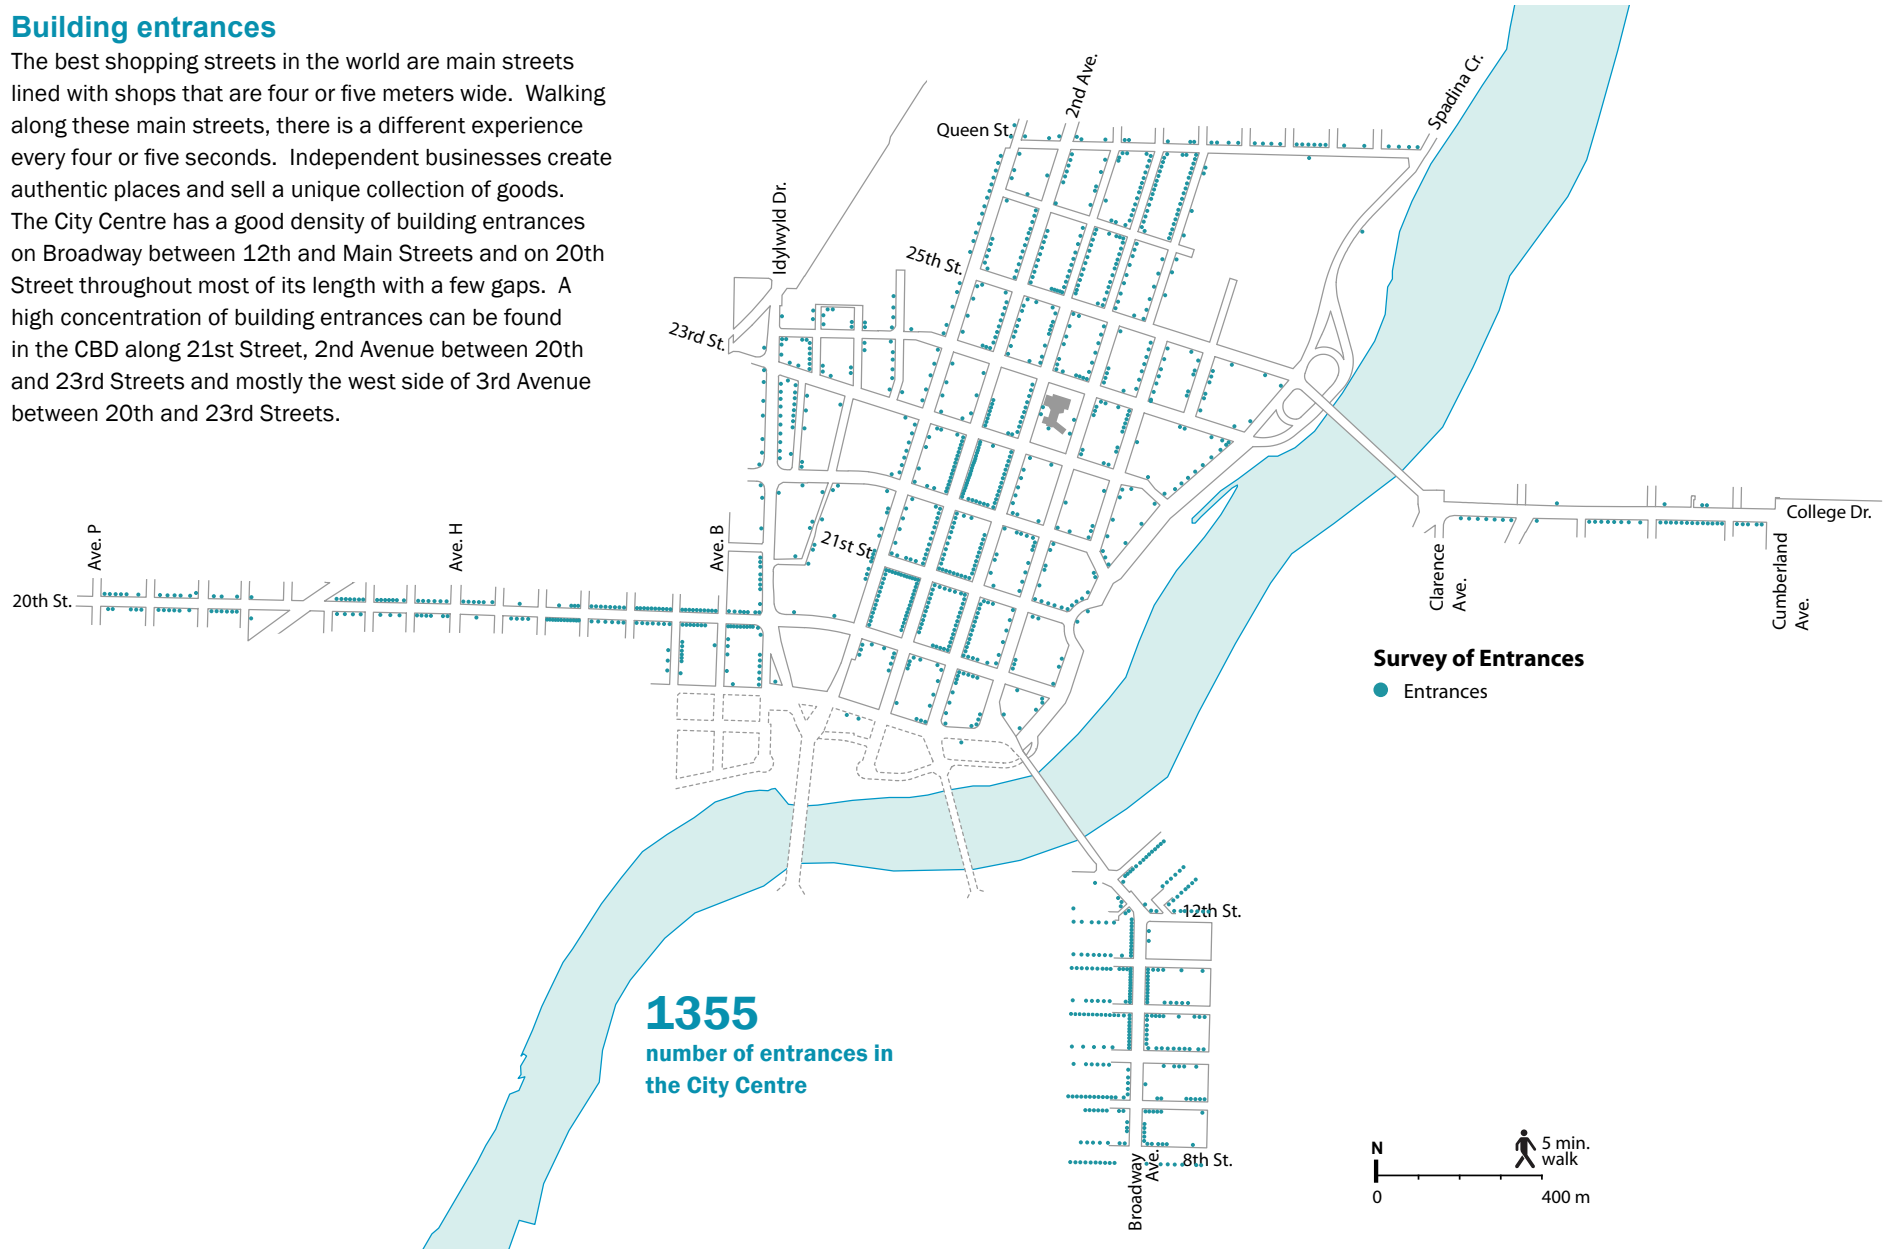 Building entrances
The best shopping streets in the world are main streets
lined with shops that are four or five meters wide.  Walking
along these main streets, there is a different experience
every four or five seconds.  Independent businesses create
authentic places and sell a unique collection of goods.
The City Centre has a good density of building entrances
on Broadway between 12th and Main Streets and on 20th
Street throughout most of its length with a few gaps.  A
high concentration of building entrances can be found
in the CBD along 21st Street, 2nd Avenue between 20th
and 23rd Streets and mostly the west side of 3rd Avenue
between 20th and 23rd Streets.
2nd Ave.
Spadina Cr.
Queen St.
Idylwyld Dr.
25th St.
23rd St.
21st St.
Ave. P
Ave. H
Ave. B
20th St.
College Dr.
Clarence
Ave.
Cumberland
Ave.
Survey of Entrances
Entrances
12th St.
1355
number of entrances in
the City Centre
Broadway
Ave.
8th St.
N
5 min.
walk
0
400 m